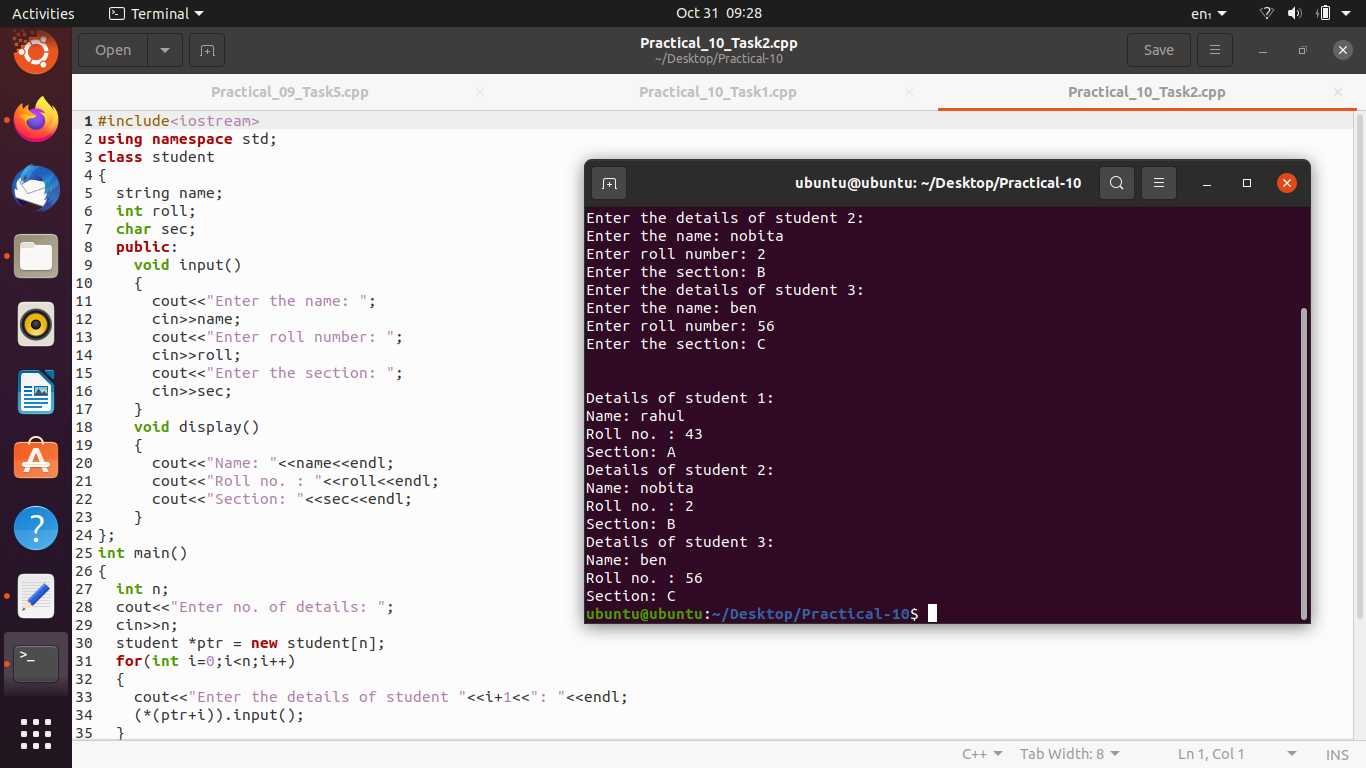 Activities Terminal Oct 31 09:28 en₁
Open Practical_10_Task2.cpp Save
~/Desktop/Practical-10
Practical_09_Task5.cpp Practical_10_Task1.cpp Practical_10_Task2.cpp
1 #include<iostream>
2 using namespace std;
3 class student
4 {
5   string name;
6   int roll;
7   char sec;
8   public:
9     void input()
10     {
11       cout<<"Enter the name: ";
12       cin>>name;
13       cout<<"Enter roll number: ";
14       cin>>roll;
15       cout<<"Enter the section: ";
16       cin>>sec;
17     }
18     void display()
19     {
20       cout<<"Name: "<<name<<endl;
21       cout<<"Roll no. : "<<roll<<endl;
22       cout<<"Section: "<<sec<<endl;
23     }
24 };
25 int main()
26 {
27   int n;
28   cout<<"Enter no. of details: ";
29   cin>>n;
30   student *ptr = new student[n];
31   for(int i=0;i<n;i++)
32   {
33     cout<<"Enter the details of student "<<i+1<<": "<<endl;
34     (*(ptr+i)).input();
35   }
ubuntu@ubuntu: ~/Desktop/Practical-10
Enter the details of student 2:
Enter the name: nobita
Enter roll number: 2
Enter the section: B
Enter the details of student 3:
Enter the name: ben
Enter roll number: 56
Enter the section: C
Details of student 1:
Name: rahul
Roll no. : 43
Section: A
Details of student 2:
Name: nobita
Roll no. : 2
Section: B
Details of student 3:
Name: ben
Roll no. : 56
Section: C
ubuntu@ubuntu:~/Desktop/Practical-10$
C++ Tab Width: 8 Ln 1, Col 1 INS